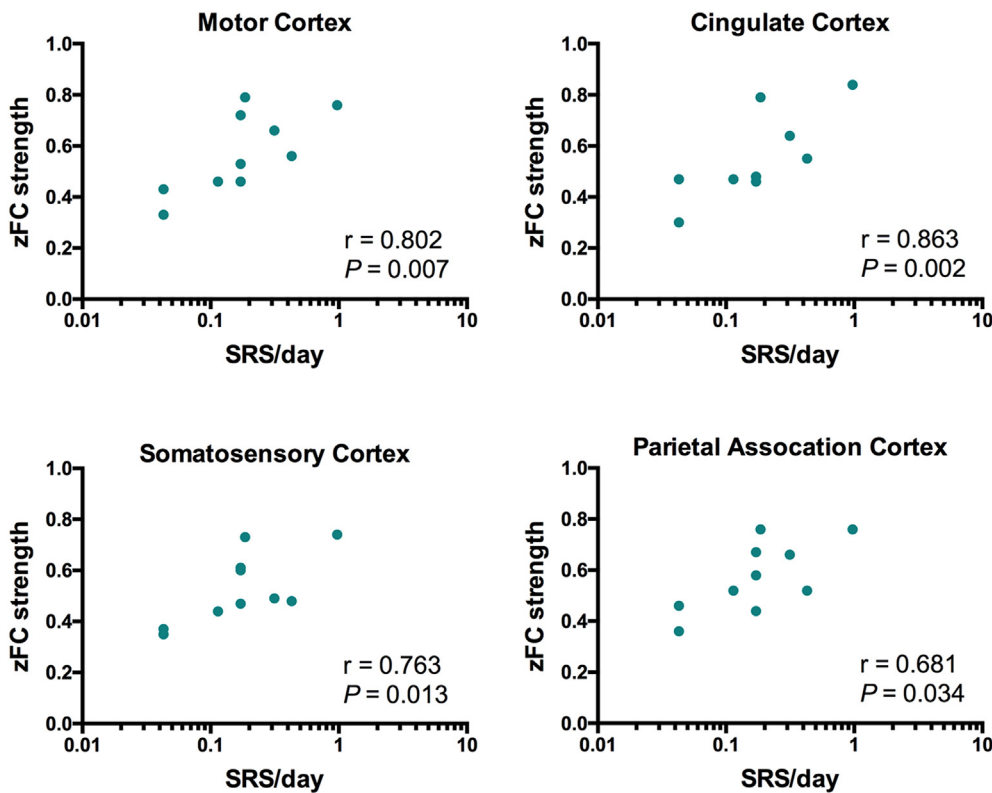 Motor Cortex
1.0
0.8
0.6
0.4
0.2
0.0
zFC strength
r = 0.802
P = 0.007
0.01 0.1 1 10
SRS/day
Cingulate Cortex
1.0
0.8
0.6
0.4
0.2
0.0
zFC strength
r = 0.863
P = 0.002
0.01 0.1 1 10
SRS/day
Somatosensory Cortex
1.0
0.8
0.6
0.4
0.2
0.0
zFC strength
r = 0.763
P = 0.013
0.01 0.1 1 10
SRS/day
Parietal Assocation Cortex
1.0
0.8
0.6
0.4
0.2
0.0
zFC strength
r = 0.681
P = 0.034
0.01 0.1 1 10
SRS/day